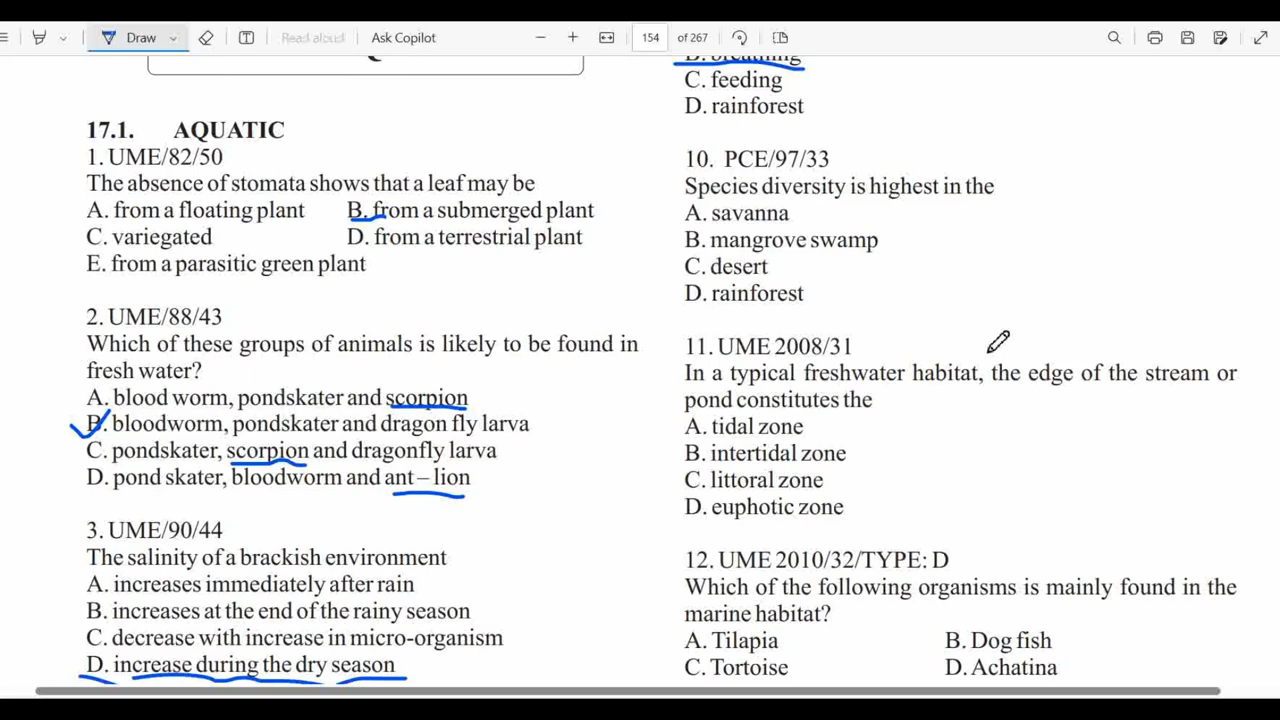 Draw
Read aloud
Ask Copilot
154
of 267
17.1. AQUATIC
1. UME/82/50
The absence of stomata shows that a leaf may be
A. from a floating plant B. from a submerged plant
C. variegated D. from a terrestrial plant
E. from a parasitic green plant
2. UME/88/43
Which of these groups of animals is likely to be found in
fresh water?
A. blood worm, pondskater and scorpion
B. bloodworm, pondskater and dragon fly larva
C. pondskater, scorpion and dragonfly larva
D. pond skater, bloodworm and ant – lion
3. UME/90/44
The salinity of a brackish environment
A. increases immediately after rain
B. increases at the end of the rainy season
C. decrease with increase in micro-organism
D. increase during the dry season
D. breathing
C. feeding
D. rainforest
10. PCE/97/33
Species diversity is highest in the
A. savanna
B. mangrove swamp
C. desert
D. rainforest
11. UME 2008/31
In a typical freshwater habitat, the edge of the stream or
pond constitutes the
A. tidal zone
B. intertidal zone
C. littoral zone
D. euphotic zone
12. UME 2010/32/TYPE: D
Which of the following organisms is mainly found in the
marine habitat?
A. Tilapia B. Dog fish
C. Tortoise D. Achatina